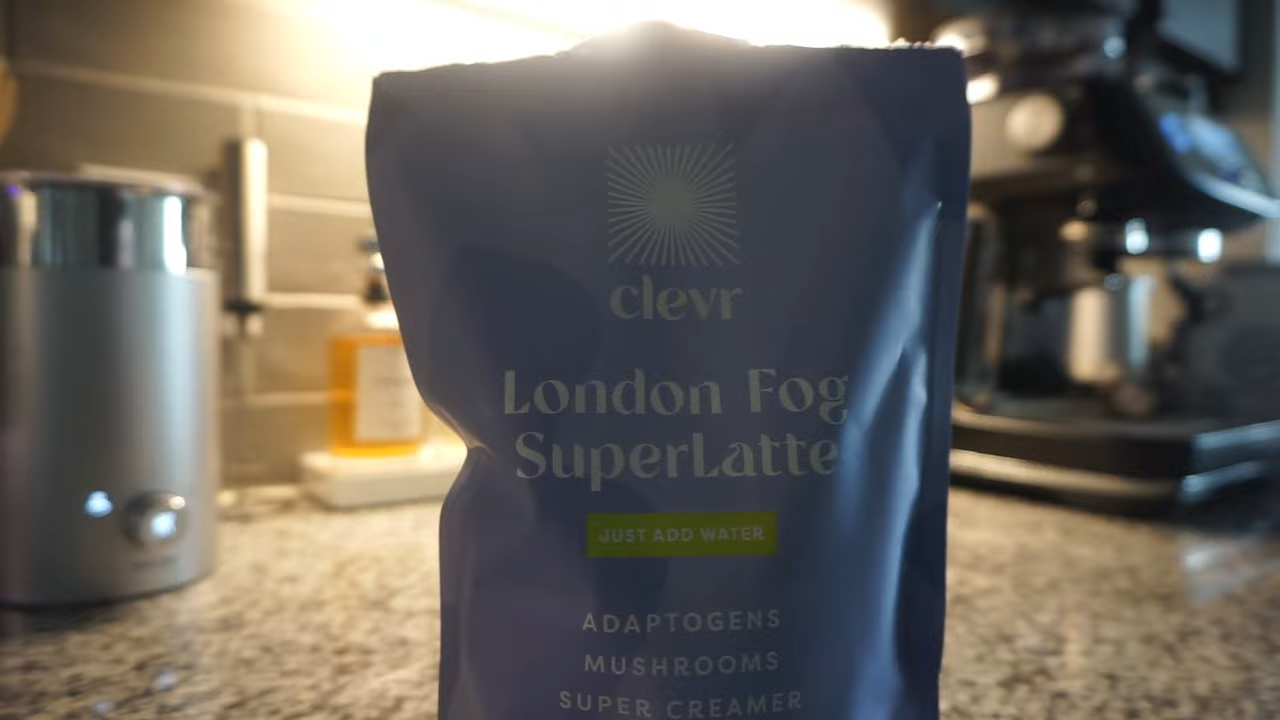 clevr
London Fog
SuperLatte
JUST ADD WATER
ADAPTOGENS
MUSHROOMS
SUPER CREAMER